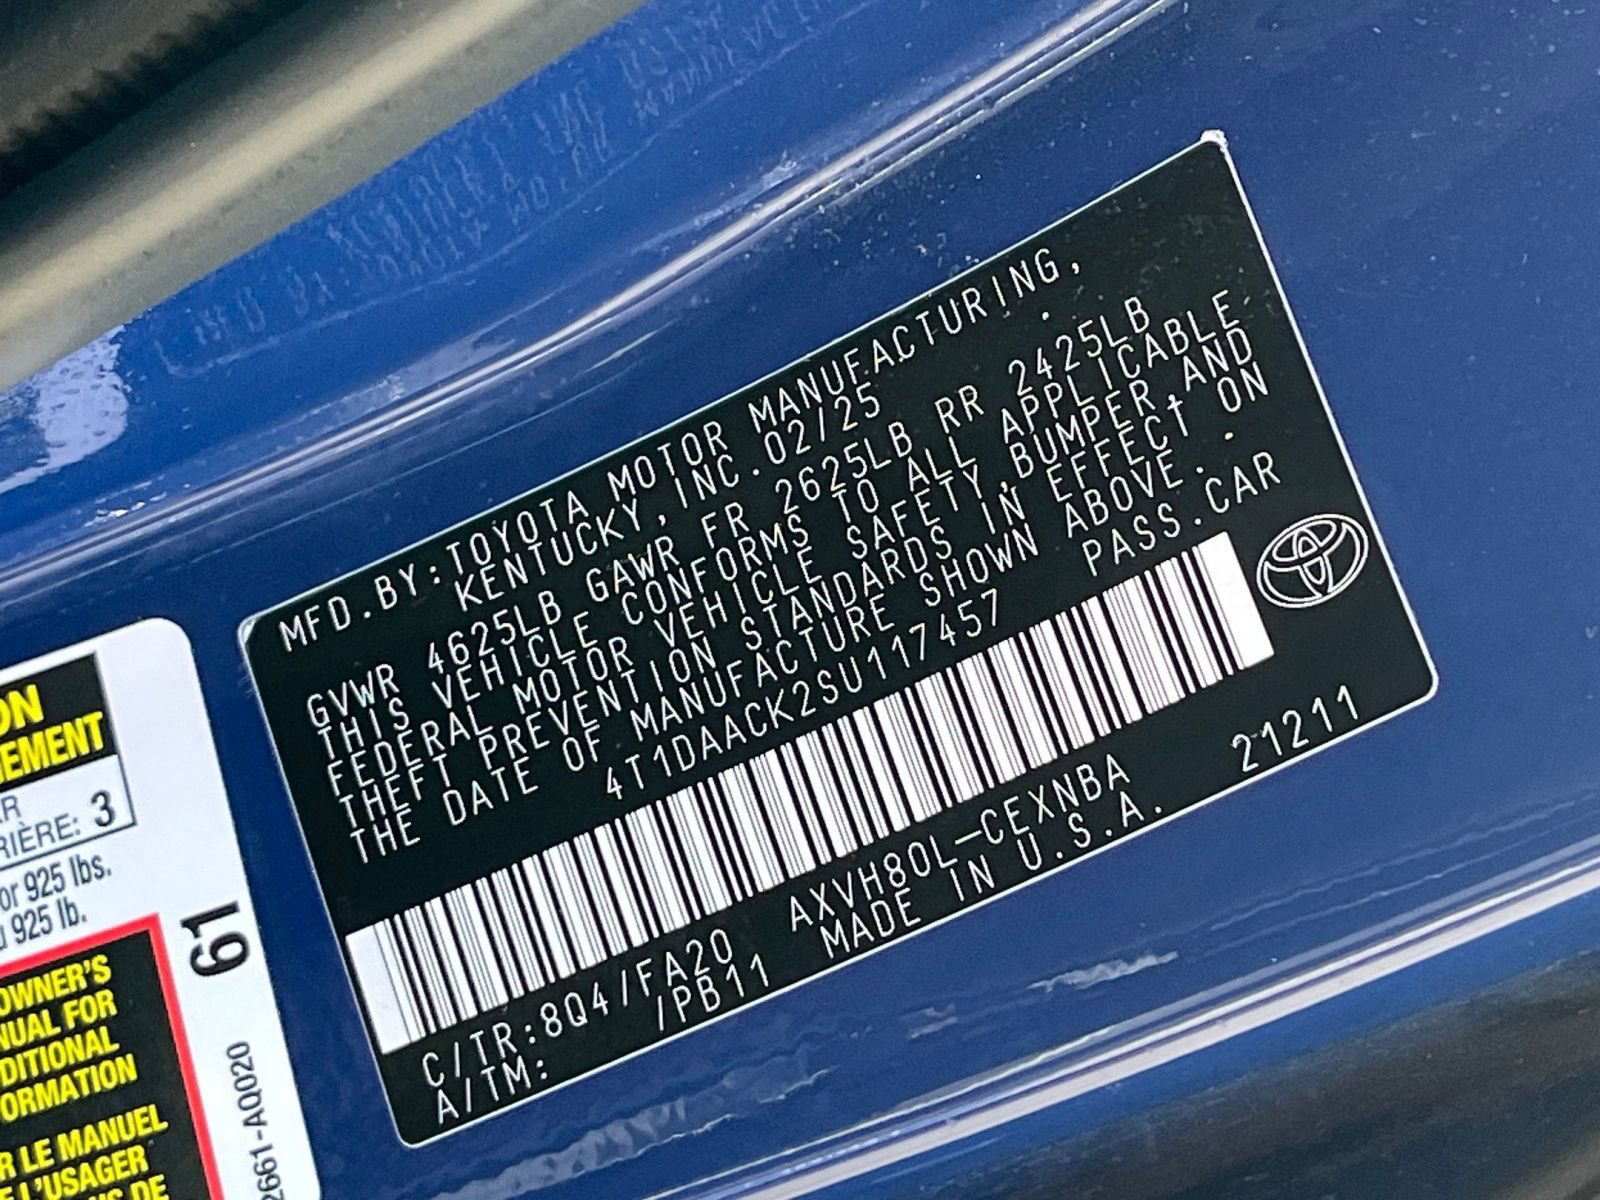 MFD.BY:TOYOTA MOTOR MANUFACTURING,
KENTUCKY,INC.02/25
GVWR 4625LB GAWR FR 2625LB RR 2425LB
THIS VEHICLE CONFORMS TO ALL APPLICABLE
FEDERAL MOTOR VEHICLE SAFETY,BUMPER,AND
THEFT PREVENTION STANDARDS IN EFFECT ON
THE DATE OF MANUFACTURE SHOWN ABOVE.
4T1DAACK2SU117457 PASS.CAR
C/TR:8Q4/FA20 AXVH80L-CEXNBA 21211
A/TM: /PB11 MADE IN U.S.A.
ON
EMENT
AR
RIÈRE: 3
or 925 lbs.
u 925 lb.
OWNER'S
NUAL FOR
DITIONAL
ORMATION
R LE MANUEL
E L'USAGER
NS DE
61
2661-AQ020